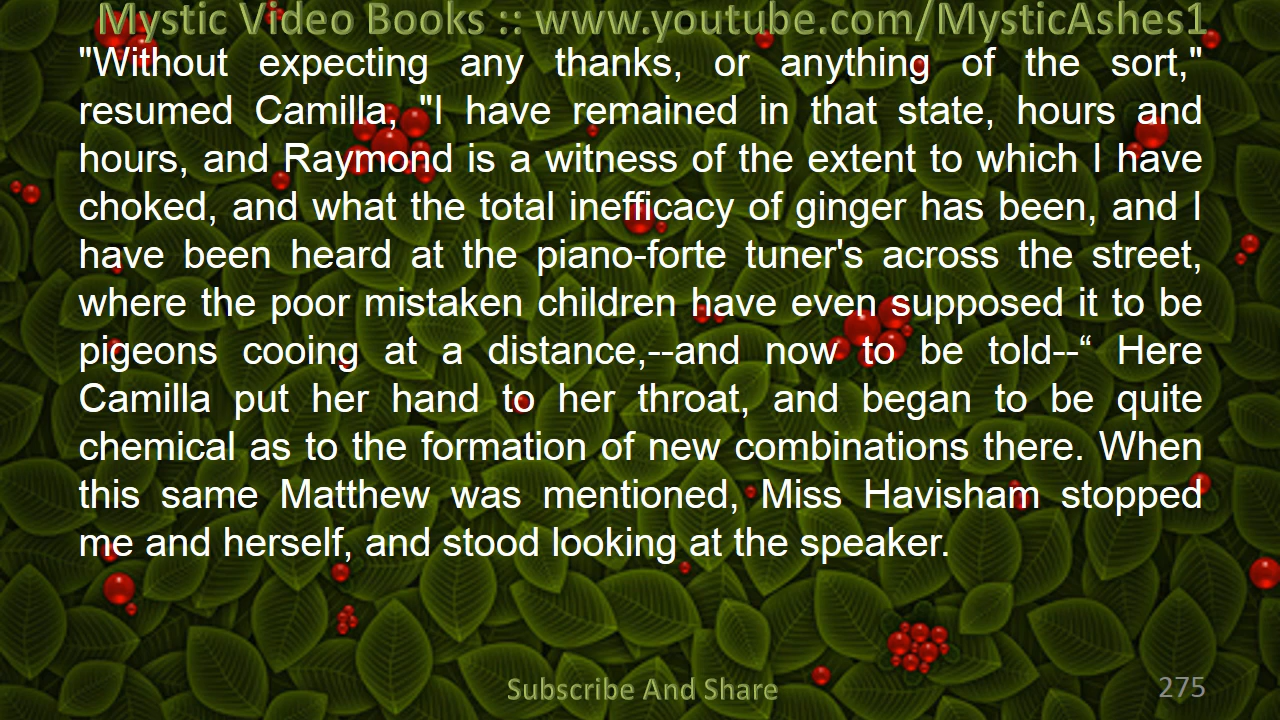 Mystic Video Books :: www.youtube.com/MysticAshes1
"Without expecting any thanks, or anything of the sort,"
resumed Camilla, "I have remained in that state, hours and
hours, and Raymond is a witness of the extent to which I have
choked, and what the total inefficacy of ginger has been, and I
have been heard at the piano-forte tuner's across the street,
where the poor mistaken children have even supposed it to be
pigeons cooing at a distance,--and now to be told--“ Here
Camilla put her hand to her throat, and began to be quite
chemical as to the formation of new combinations there. When
this same Matthew was mentioned, Miss Havisham stopped
me and herself, and stood looking at the speaker.
Subscribe And Share
275